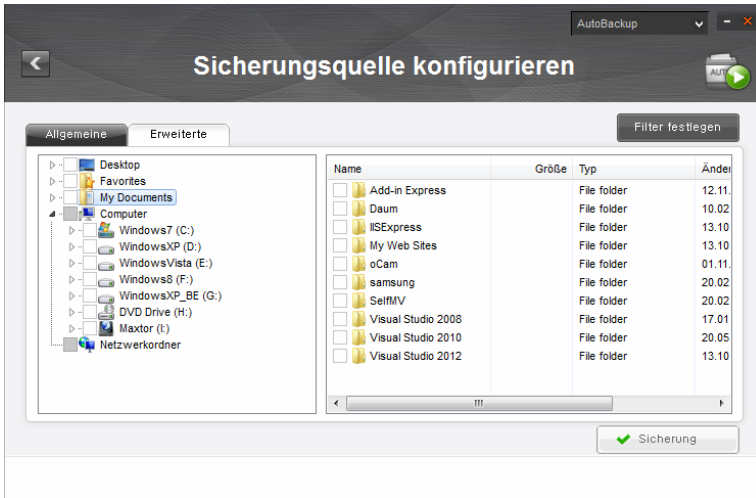 AutoBackup
Sicherungsquelle konfigurieren
AUT
Allgemeine Erweiterte Filter festlegen
Desktop
Favorites
My Documents
Computer
Windows7 (C:)
WindowsXP (D:)
WindowsVista (E:)
Windows8 (F:)
WindowsXP_BE (G:)
DVD Drive (H:)
Maxtor (I:)
Netzwerkordner
Name Größe Typ Änder
Add-in Express File folder 12.11.
Daum File folder 10.02
IISExpress File folder 13.10
My Web Sites File folder 13.10
oCam File folder 01.11.
samsung File folder 20.02
SelfMV File folder 20.02
Visual Studio 2008 File folder 17.01
Visual Studio 2010 File folder 20.05
Visual Studio 2012 File folder 13.10
Sicherung